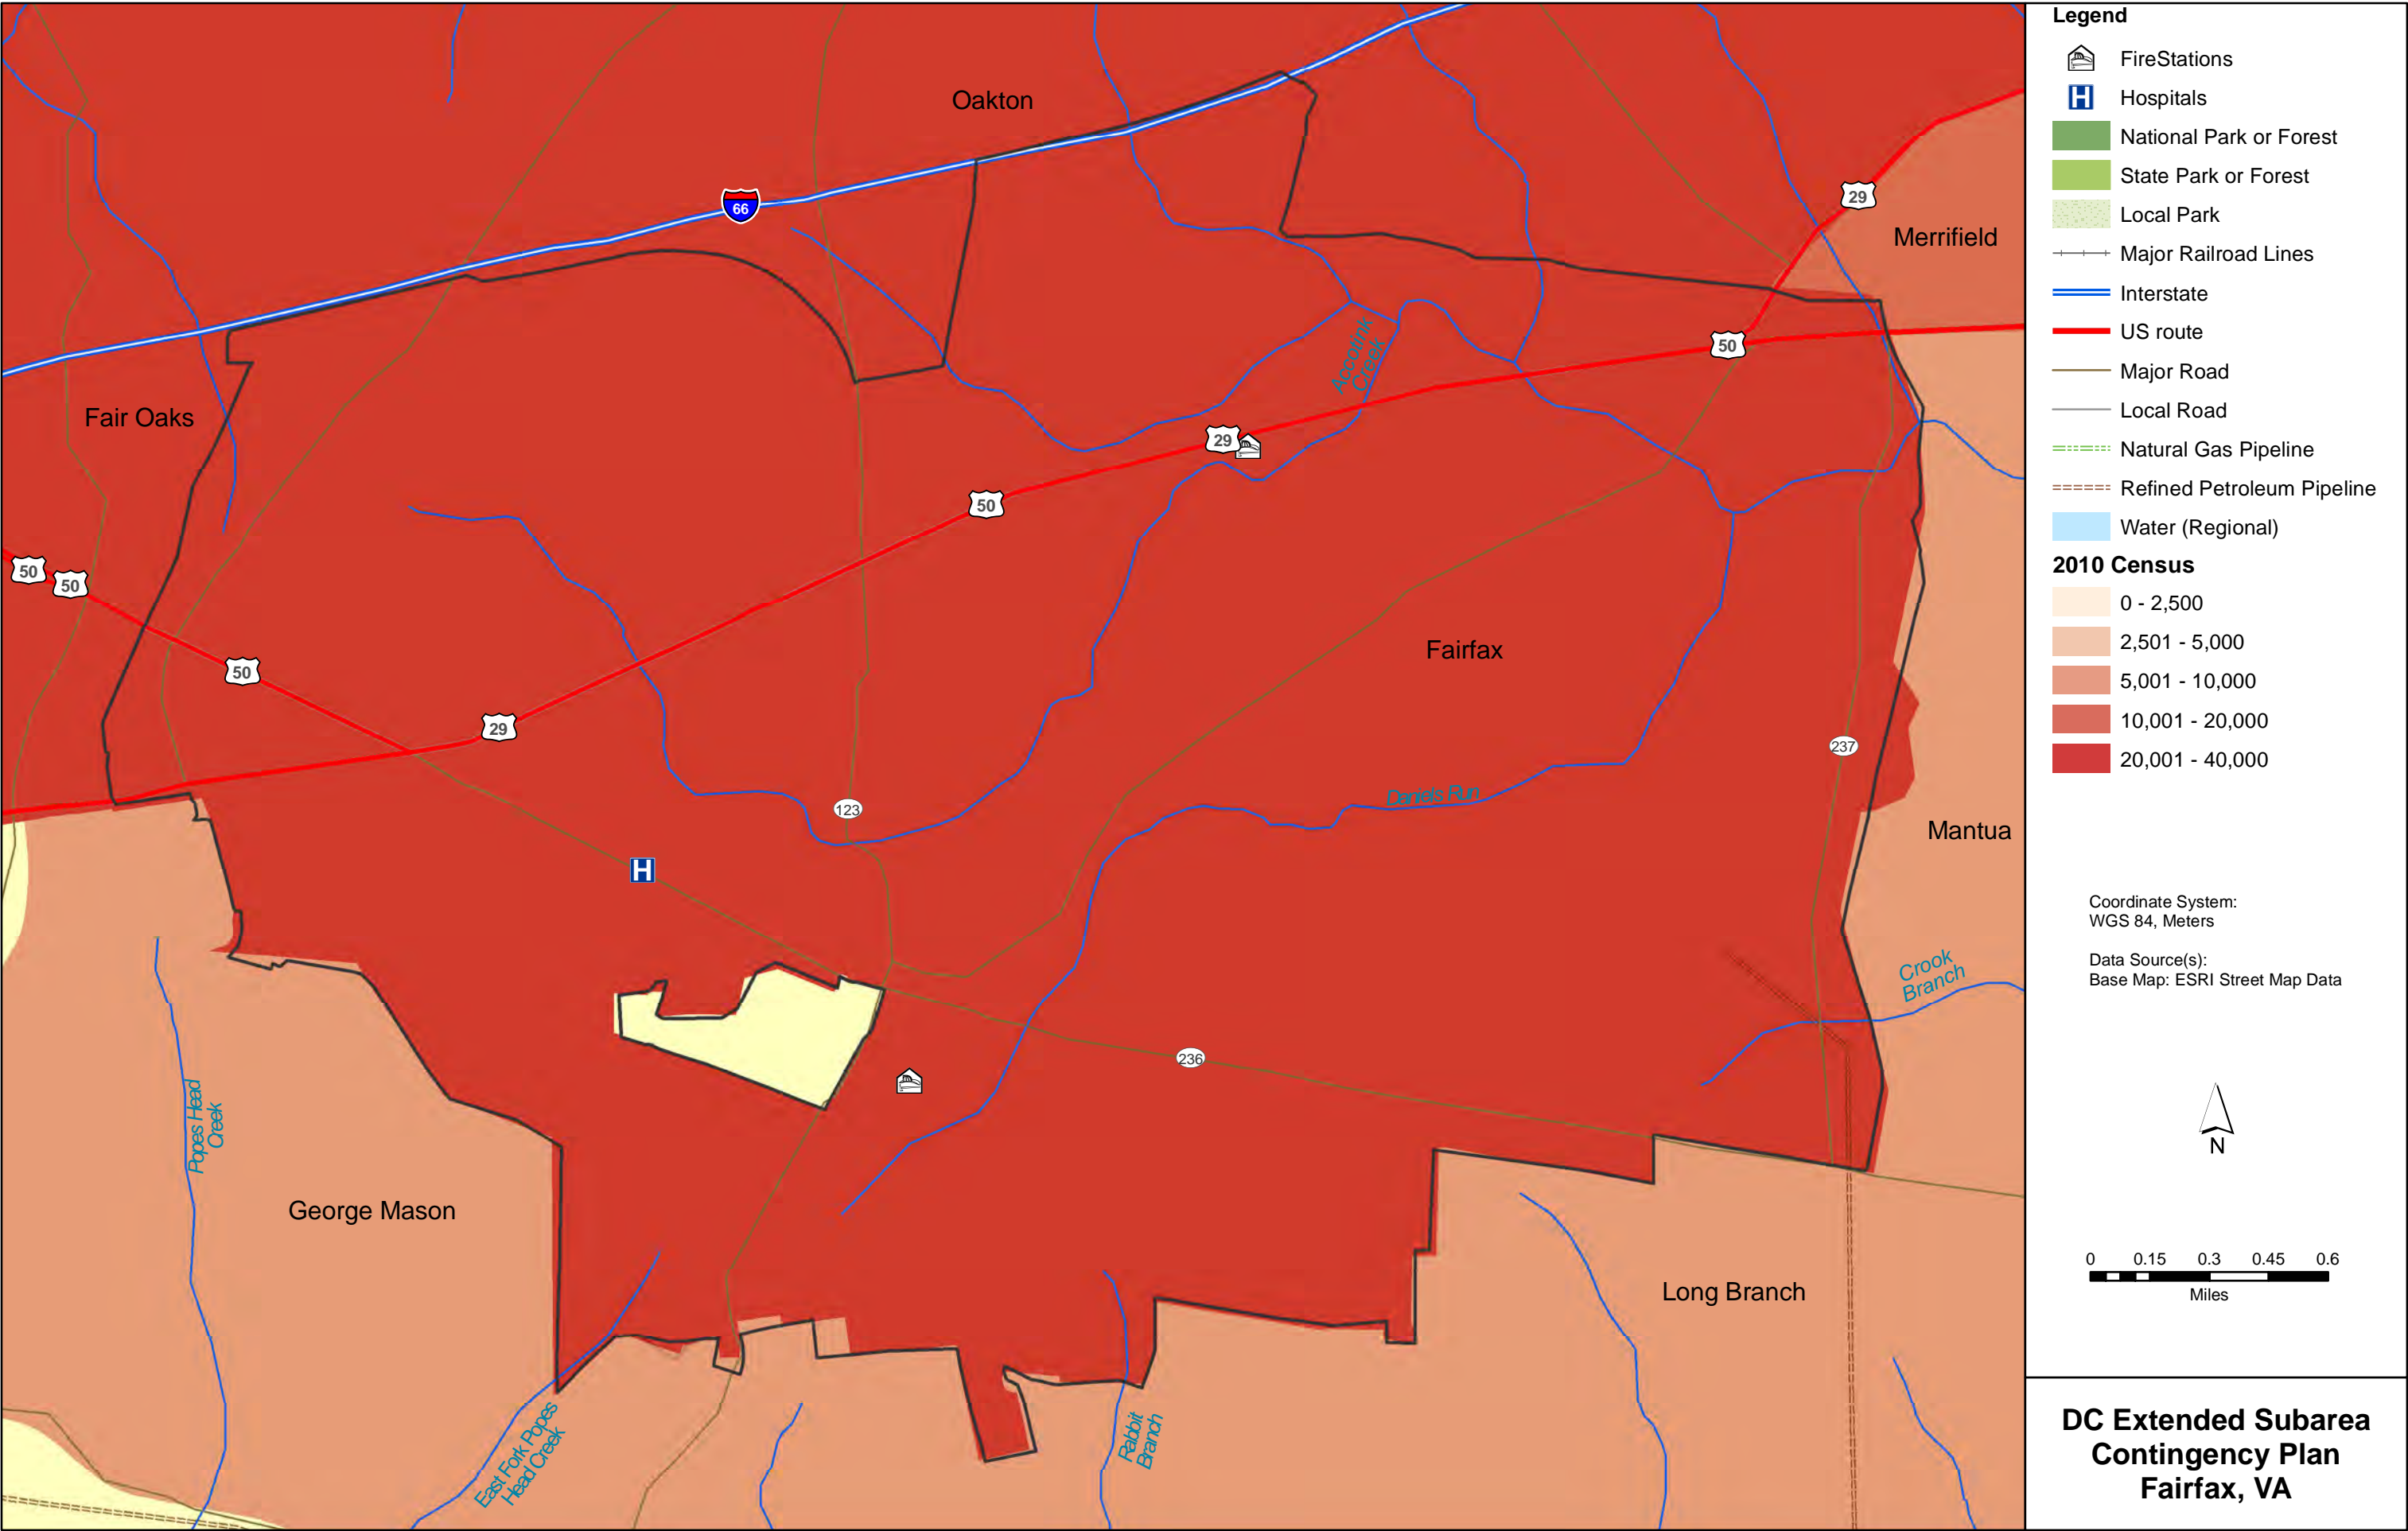 Oakton
66
29
Merrifield
50
Fair Oaks
Accotink
Creek
29
50
50
50
50
29
Fairfax
237
123
Daniels Run
Mantua
H
Crook
Branch
236
Popes Head
Creek
George Mason
Long Branch
East Fork Popes
Head Creek
Rabbit
Branch
Legend
FireStations
H Hospitals
National Park or Forest
State Park or Forest
Local Park
Major Railroad Lines
Interstate
US route
Major Road
Local Road
Natural Gas Pipeline
Refined Petroleum Pipeline
Water (Regional)
2010 Census
0 - 2,500
2,501 - 5,000
5,001 - 10,000
10,001 - 20,000
20,001 - 40,000
Coordinate System:
WGS 84, Meters
Data Source(s):
Base Map: ESRI Street Map Data
N
0 0.15 0.3 0.45 0.6
Miles
DC Extended Subarea
Contingency Plan
Fairfax, VA